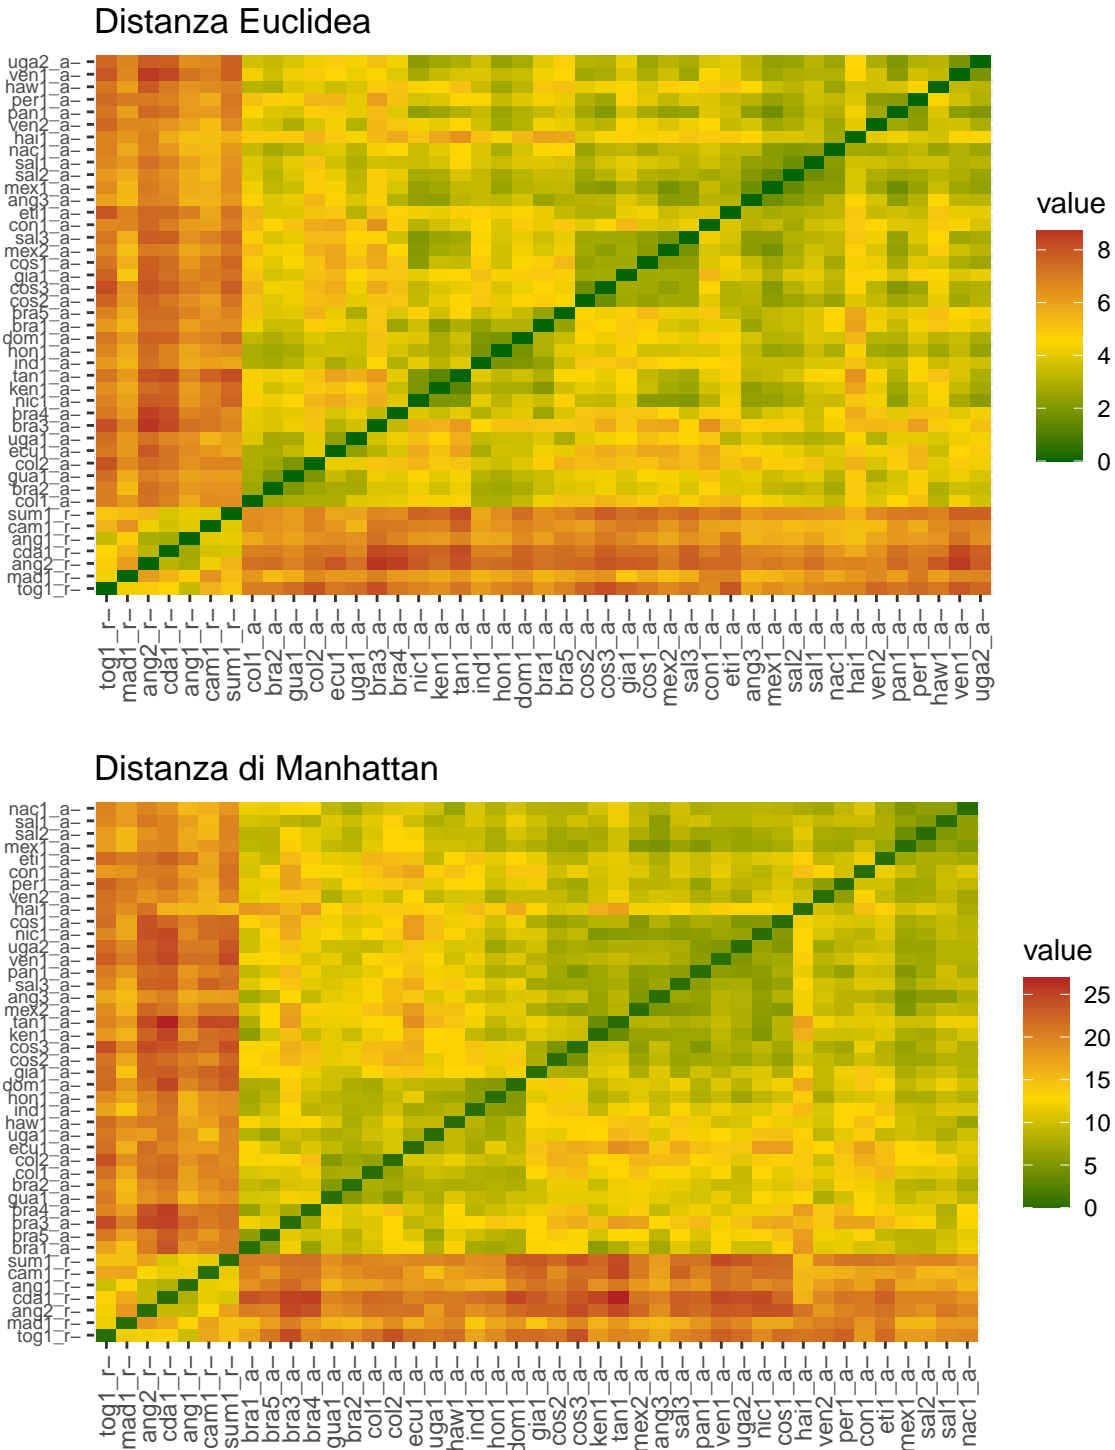 Distanza Euclidea
uga2_a
ven1_a
haw1_a
per1_a
pan1_a
ven2_a
hai1_a
nac1_a
sal1_a
sal2_a
mex1_a
ang3_a
eti1_a
con1_a
sal3_a
mex2_a
cos1_a
gia1_a
cos3_a
cos2_a
bra5_a
bra1_a
dom1_a
hon1_a
ind1_a
tan1_a
ken1_a
nic1_a
bra4_a
bra3_a
uga1_a
ecu1_a
col2_a
gua1_a
bra2_a
col1_a
sum1_r
cam1_r
ang1_r
cda1_r
ang2_r
mad1_r
tog1_r
tog1_r
mad1_r
ang2_r
cda1_r
ang1_r
cam1_r
sum1_r
col1_a
bra2_a
gua1_a
col2_a
ecu1_a
uga1_a
bra3_a
bra4_a
nic1_a
ken1_a
tan1_a
ind1_a
hon1_a
dom1_a
bra1_a
bra5_a
cos2_a
cos3_a
gia1_a
cos1_a
mex2_a
sal3_a
con1_a
eti1_a
ang3_a
mex1_a
sal2_a
sal1_a
nac1_a
hai1_a
ven2_a
pan1_a
per1_a
haw1_a
ven1_a
uga2_a
value
8
6
4
2
0
Distanza di Manhattan
nac1_a
sal1_a
sal2_a
mex1_a
eti1_a
con1_a
per1_a
ven2_a
hai1_a
cos1_a
nic1_a
uga2_a
ven1_a
pan1_a
sal3_a
ang3_a
mex2_a
tan1_a
ken1_a
cos3_a
cos2_a
gia1_a
dom1_a
hon1_a
ind1_a
haw1_a
uga1_a
ecu1_a
col2_a
col1_a
bra2_a
gua1_a
bra4_a
bra3_a
bra5_a
bra1_a
sum1_r
cam1_r
ang1_r
cda1_r
ang2_r
mad1_r
tog1_r
tog1_r
mad1_r
ang2_r
cda1_r
ang1_r
cam1_r
sum1_r
bra1_a
bra5_a
bra3_a
bra4_a
gua1_a
bra2_a
col1_a
col2_a
ecu1_a
uga1_a
haw1_a
ind1_a
hon1_a
dom1_a
gia1_a
cos2_a
cos3_a
ken1_a
tan1_a
mex2_a
ang3_a
sal3_a
pan1_a
ven1_a
uga2_a
nic1_a
cos1_a
hai1_a
ven2_a
per1_a
con1_a
eti1_a
mex1_a
sal2_a
sal1_a
nac1_a
value
25
20
15
10
5
0